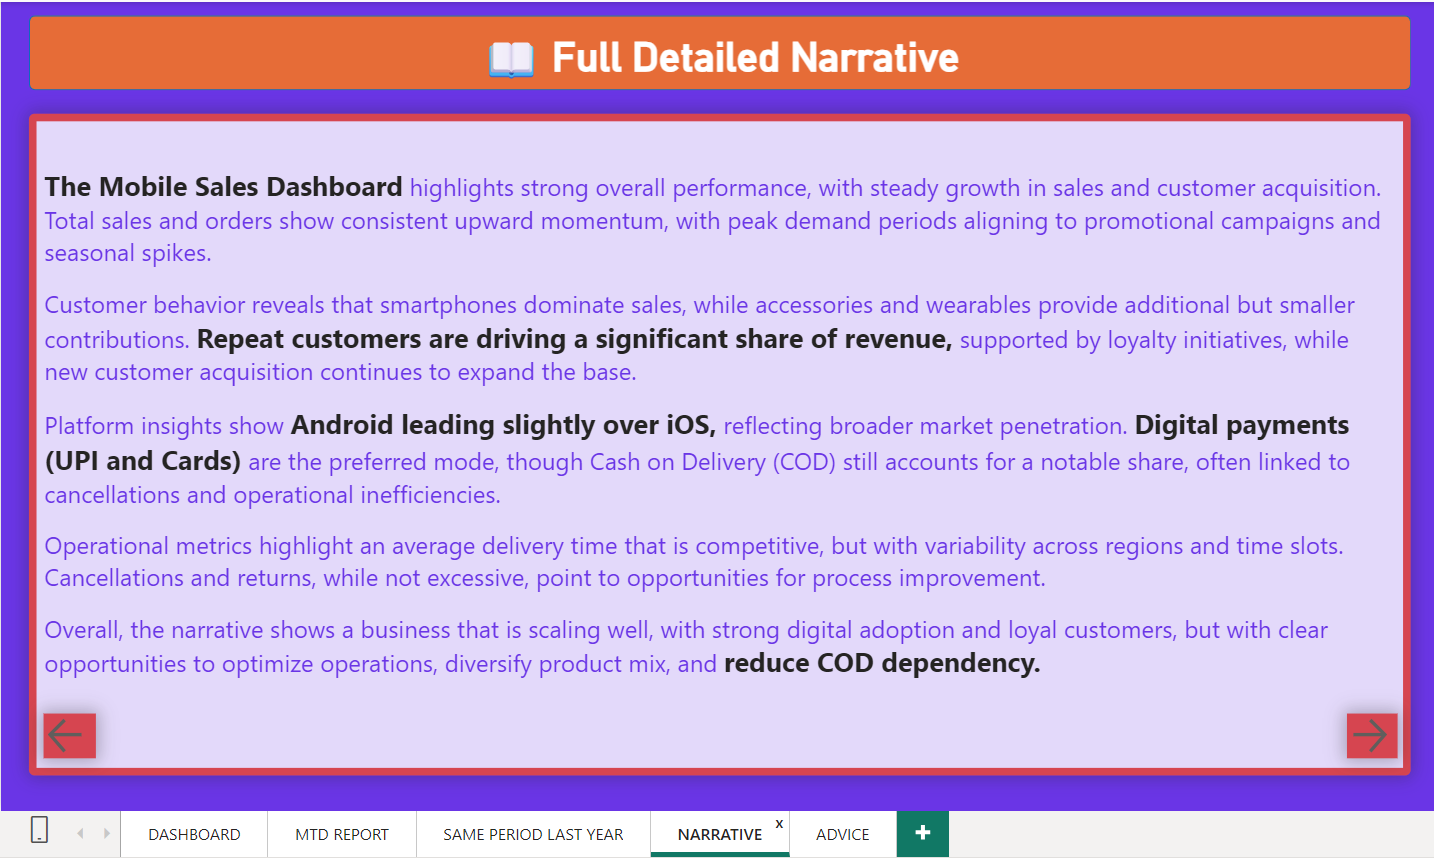 Full Detailed Narrative
The Mobile Sales Dashboard highlights strong overall performance, with steady growth in sales and customer acquisition.
Total sales and orders show consistent upward momentum, with peak demand periods aligning to promotional campaigns and
seasonal spikes.
Customer behavior reveals that smartphones dominate sales, while accessories and wearables provide additional but smaller
contributions. Repeat customers are driving a significant share of revenue, supported by loyalty initiatives, while
new customer acquisition continues to expand the base.
Platform insights show Android leading slightly over iOS, reflecting broader market penetration. Digital payments
(UPI and Cards) are the preferred mode, though Cash on Delivery (COD) still accounts for a notable share, often linked to
cancellations and operational inefficiencies.
Operational metrics highlight an average delivery time that is competitive, but with variability across regions and time slots.
Cancellations and returns, while not excessive, point to opportunities for process improvement.
Overall, the narrative shows a business that is scaling well, with strong digital adoption and loyal customers, but with clear
opportunities to optimize operations, diversify product mix, and reduce COD dependency.
DASHBOARD MTD REPORT SAME PERIOD LAST YEAR NARRATIVE x ADVICE +